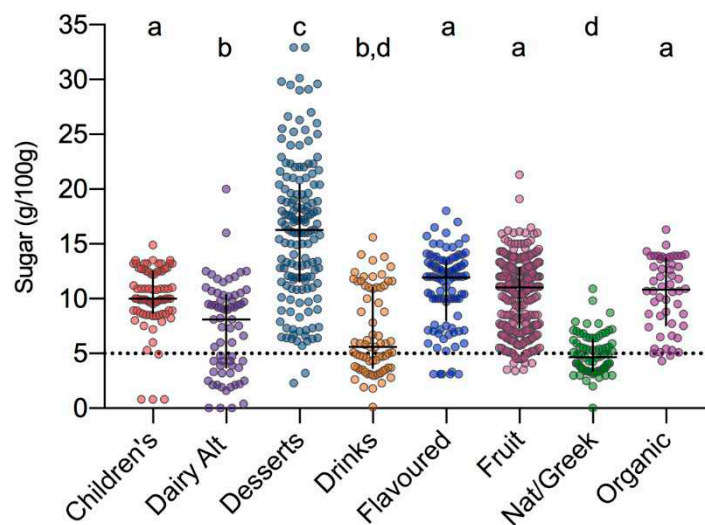 a b c b,d a a d a
35
30
25
20
15
10
5
0
Sugar (g/100g)
Children's
Dairy Alt
Desserts
Drinks
Flavoured
Fruit
Nat/Greek
Organic